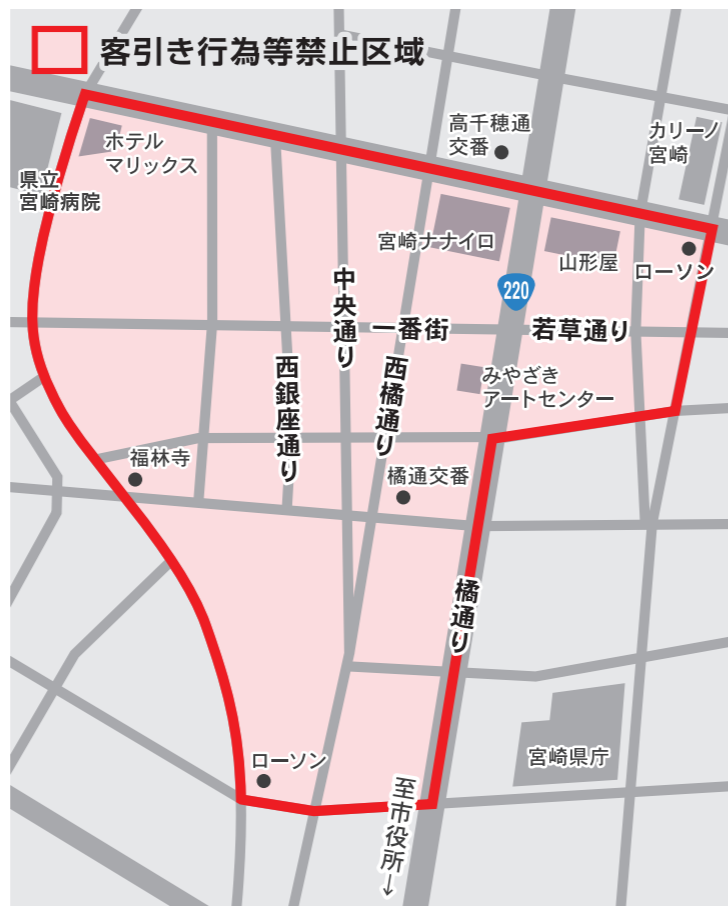 客引き行為等禁止区域
高千穂通
交番
カリーノ
宮崎
ホテル
マリックス
県立
宮崎病院
宮崎ナナイロ
山形屋
ローソン
220
中央通り
一番街
若草通り
西銀座通り
西橘通り
みやざき
アートセンター
福林寺
橘通交番
橘通り
宮崎県庁
ローソン
至市役所↓